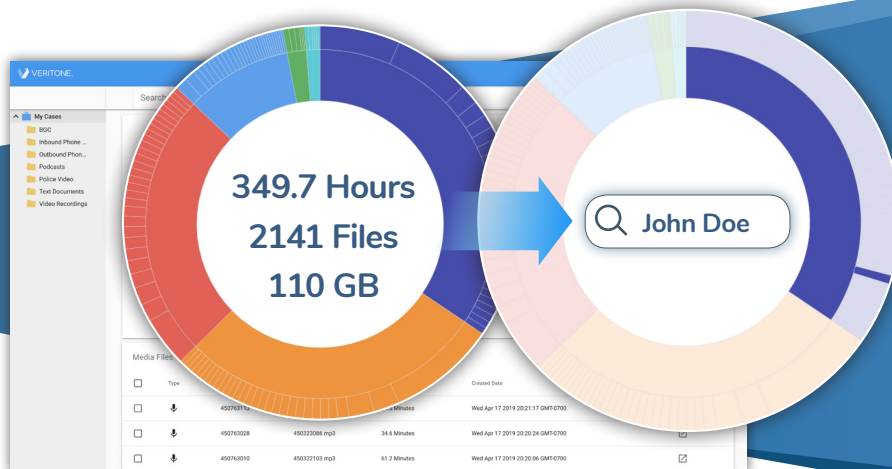 VERITONE.
Search
My Cases
BGC
Inbound Phone ...
Outbound Phon...
Podcasts
Police Video
Text Documents
Video Recordings
349.7 Hours
2141 Files
110 GB
John Doe
Media Files
Type
Created Date
450763113
Minutes
Wed Apr 17 2019 20:21:17 GMT-0700
450763028
450323086.mp3
34.6 Minutes
Wed Apr 17 2019 20:20:24 GMT-0700
450763010
450322103.mp3
61.2 Minutes
Wed Apr 17 2019 20:20:06 GMT-0700